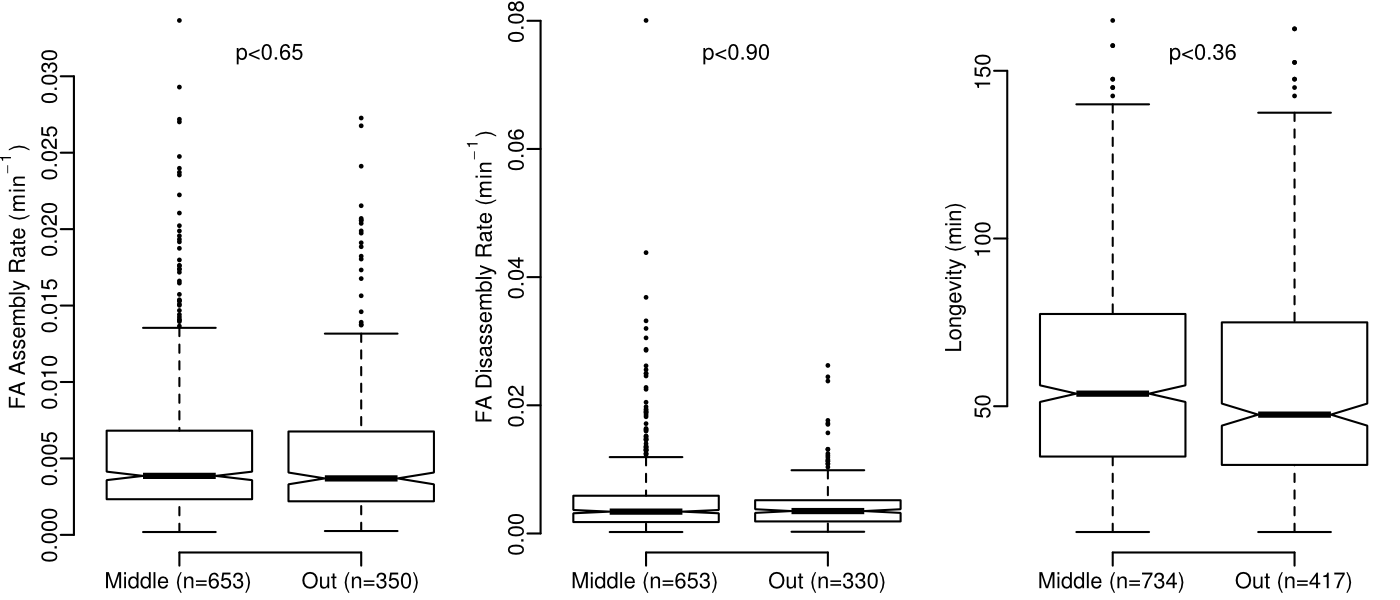 p<0.65
FA Assembly Rate (min⁻¹)
0.030
0.025
0.020
0.015
0.010
0.005
0.000
Middle (n=653)
Out (n=350)
p<0.90
FA Disassembly Rate (min⁻¹)
0.08
0.06
0.04
0.02
0.00
Middle (n=653)
Out (n=330)
p<0.36
Longevity (min)
150
100
50
Middle (n=734)
Out (n=417)